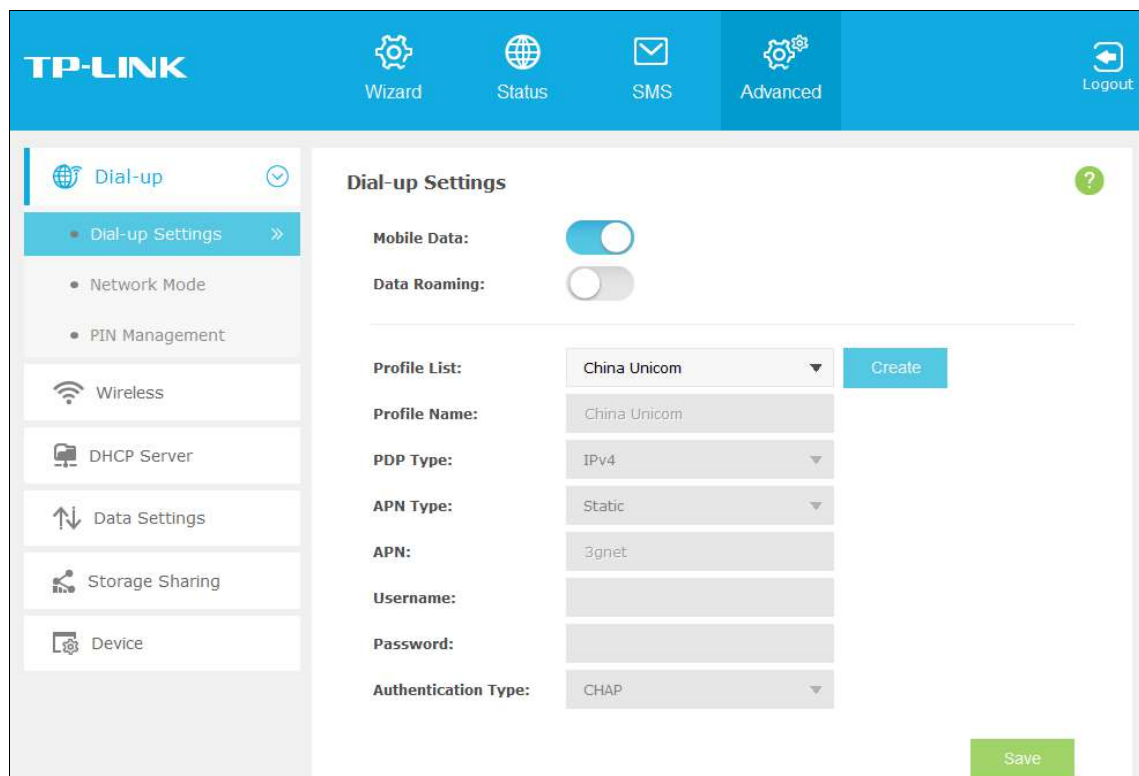 TP-LINK
Wizard
Status
SMS
Advanced
Logout
Dial-up
Dial-up Settings
Network Mode
PIN Management
Wireless
DHCP Server
Data Settings
Storage Sharing
Device
Dial-up Settings
?
Mobile Data:
Data Roaming:
Profile List: China Unicom Create
Profile Name: China Unicom
PDP Type: IPv4
APN Type: Static
APN: 3gnet
Username:
Password:
Authentication Type: CHAP
Save